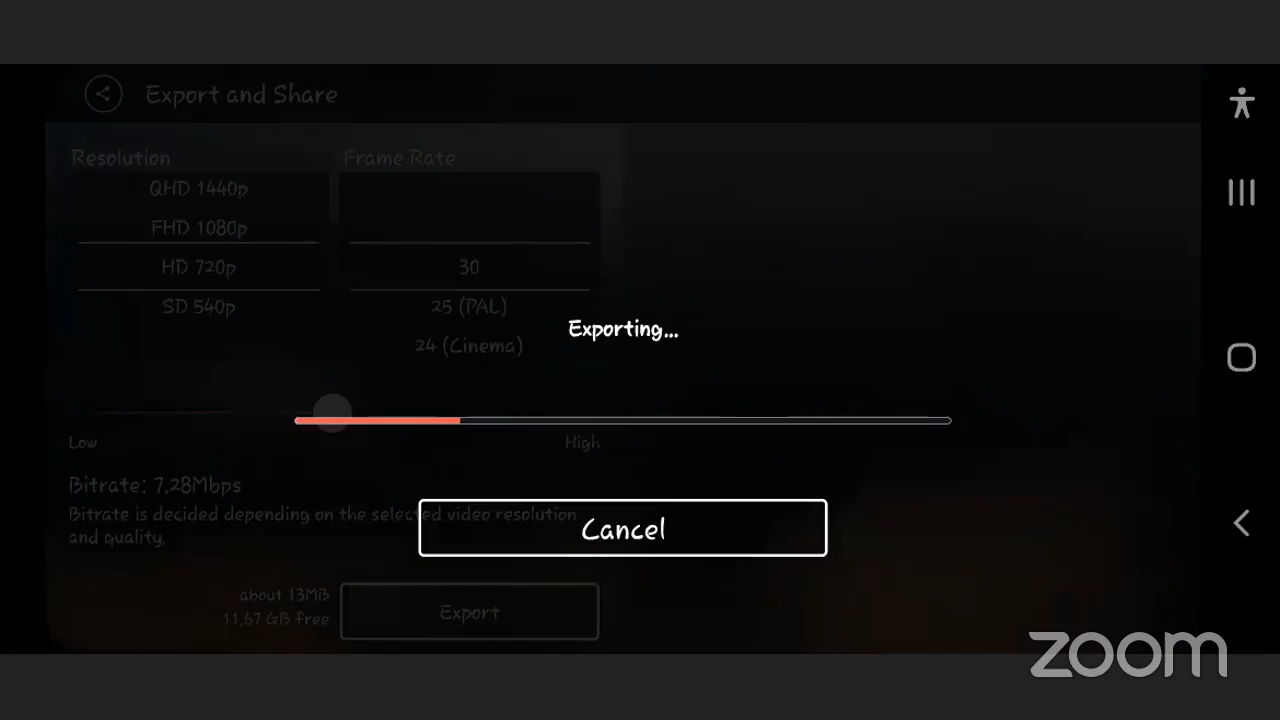 Export and Share
Resolution
Frame Rate
QHD 1440p
FHD 1080p
HD 720p
30
SD 540p
25 (PAL)
24 (Cinema)
Exporting...
Low
High
Bitrate: 7.28Mbps
Bitrate is decided depending on the selected video resolution
and quality.
Cancel
about 13MB
11.67 GB free
Export
zoom